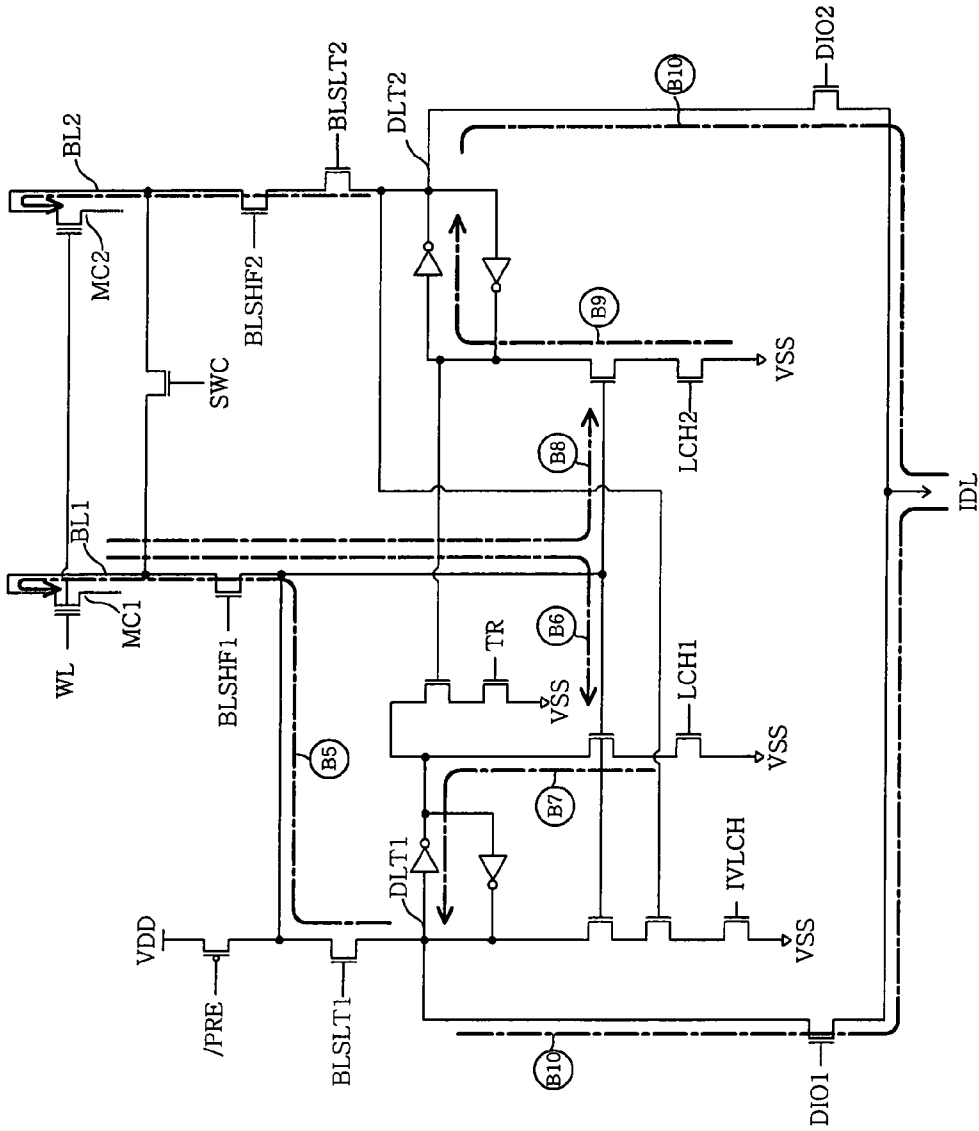 BL2
BL1
WL
MC1
MC2
SWC
BLSHF1
BLSHF2
BLSLT2
VDD
/PRE
BLSLT1
B5
DLT1
DLT2
TR
VSS
B6
B8
B7
B9
B10
LCH1
LCH2
IVLCH
VSS
VSS
VSS
B10
DIO1
DIO2
IDL